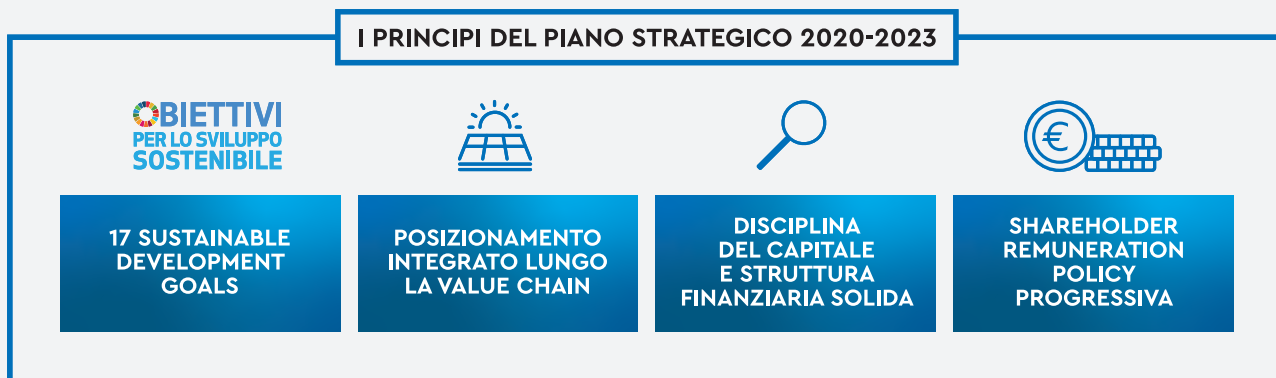 I PRINCIPI DEL PIANO STRATEGICO 2020-2023
OBIETTIVI
PER LO SVILUPPO
SOSTENIBILE
17 SUSTAINABLE
DEVELOPMENT
GOALS
POSIZIONAMENTO
INTEGRATO LUNGO
LA VALUE CHAIN
DISCIPLINA
DEL CAPITALE
E STRUTTURA
FINANZIARIA SOLIDA
€
SHAREHOLDER
REMUNERATION
POLICY
PROGRESSIVA